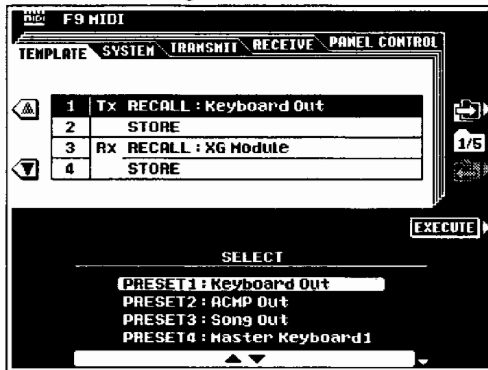 MIDI F9 MIDI
TEMPLATE SYSTEM TRANSMIT RECEIVE PANEL CONTROL
1 Tx RECALL : Keyboard Out
2 STORE
3 Rx RECALL : XG Module
4 STORE
1/5
EXECUTE
SELECT
PRESET1 : Keyboard Out
PRESET2 : ACMP Out
PRESET3 : Song Out
PRESET4 : Master Keyboard1